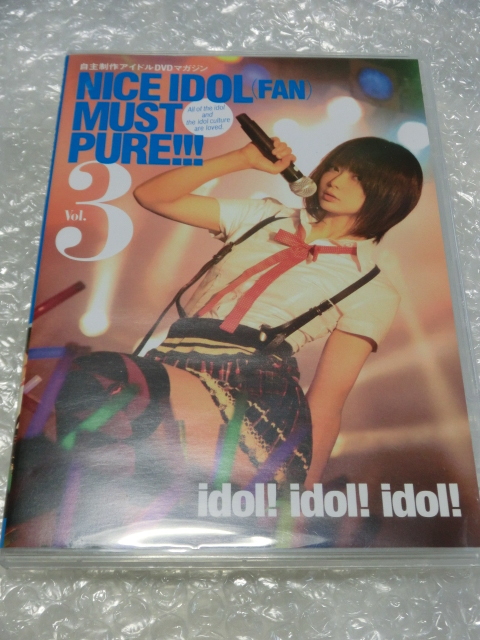 自主制作アイドルDVDマガジン
NICE IDOL (FAN)
MUST
PURE!!!
All of the idol
and
the idol culture
are loved.
Vol. 3
idol! idol! idol!